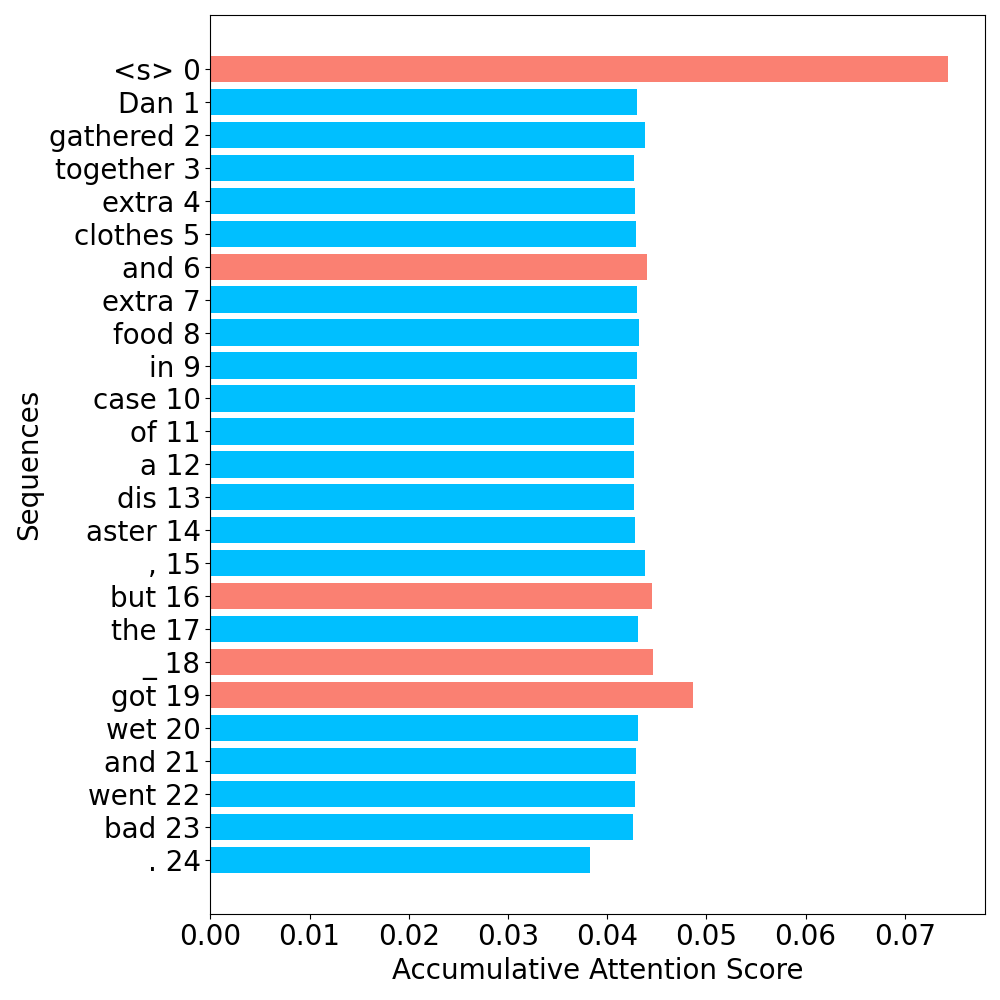 <s> 0
Dan 1
gathered 2
together 3
extra 4
clothes 5
and 6
extra 7
food 8
in 9
case 10
of 11
a 12
dis 13
aster 14
, 15
but 16
the 17
_ 18
got 19
wet 20
and 21
went 22
bad 23
. 24
Sequences
0.00 0.01 0.02 0.03 0.04 0.05 0.06 0.07
Accumulative Attention Score